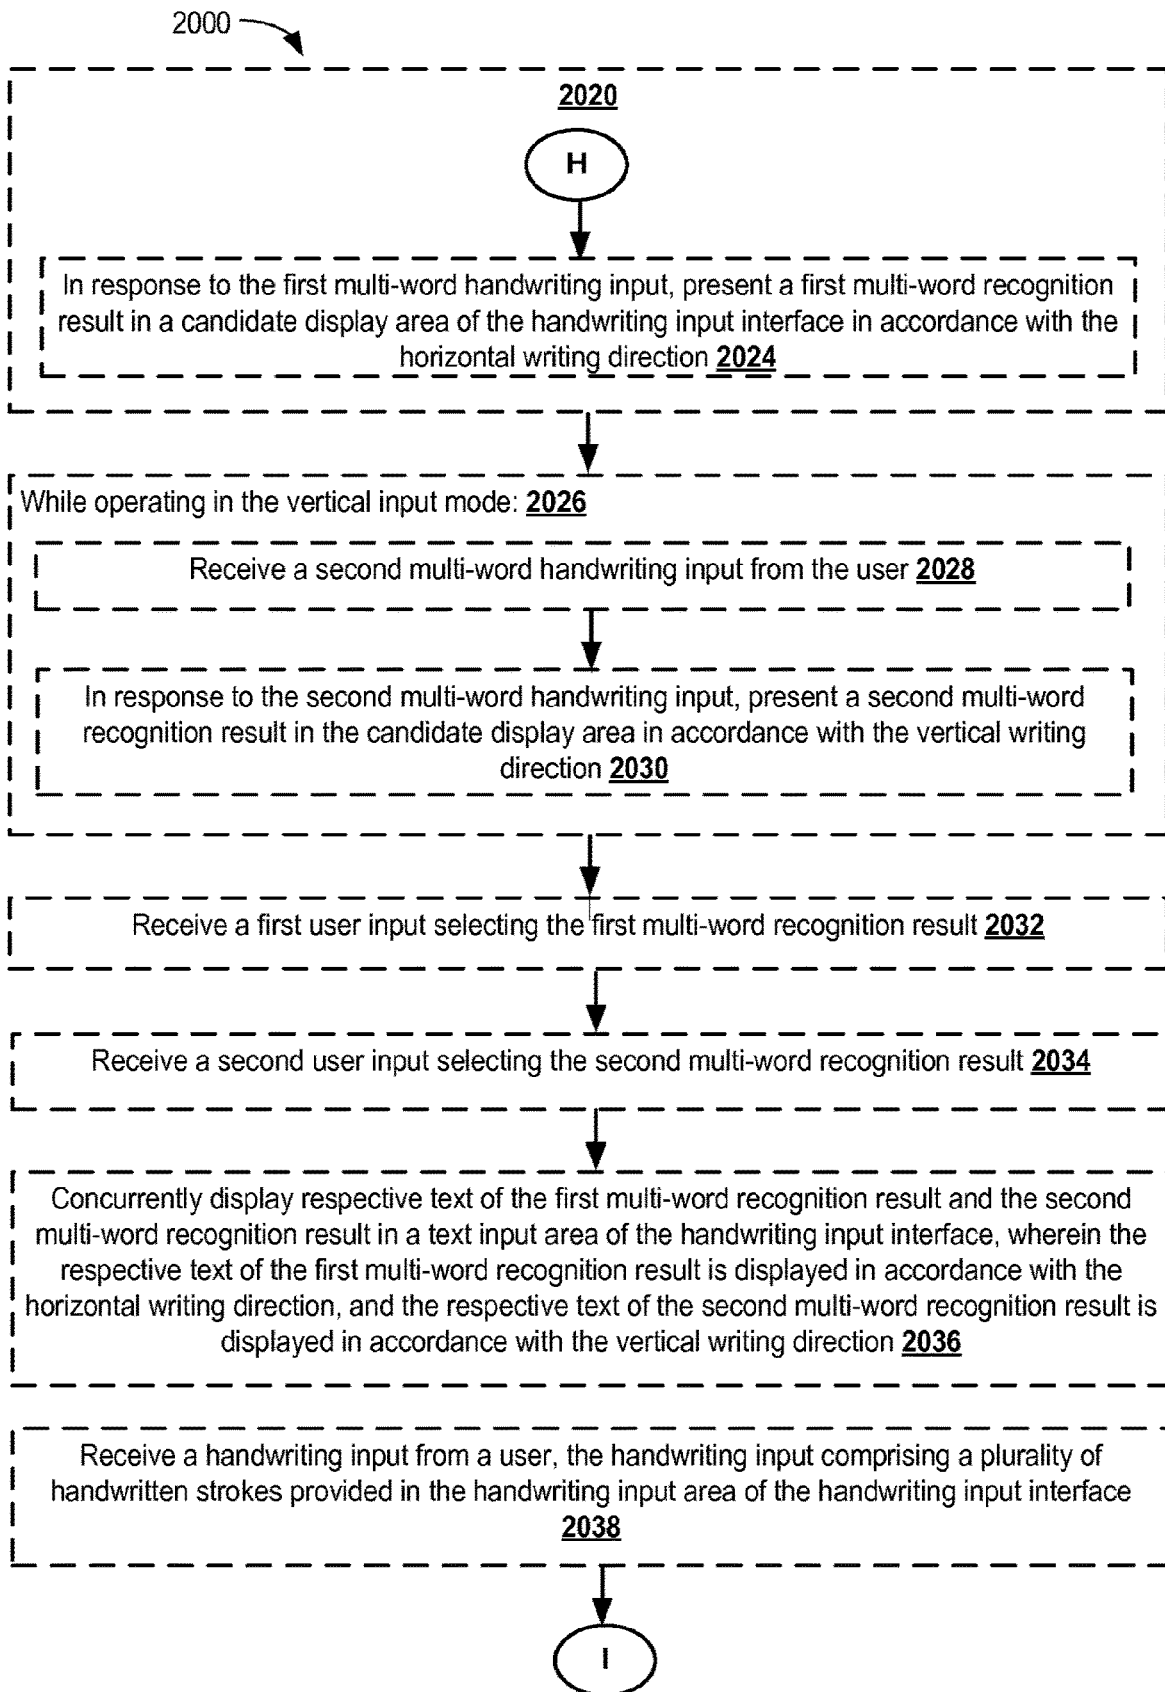 2000
2020
H
In response to the first multi-word handwriting input, present a first multi-word recognition
result in a candidate display area of the handwriting input interface in accordance with the
horizontal writing direction 2024
While operating in the vertical input mode: 2026
Receive a second multi-word handwriting input from the user 2028
In response to the second multi-word handwriting input, present a second multi-word
recognition result in the candidate display area in accordance with the vertical writing
direction 2030
Receive a first user input selecting the first multi-word recognition result 2032
Receive a second user input selecting the second multi-word recognition result 2034
Concurrently display respective text of the first multi-word recognition result and the second
multi-word recognition result in a text input area of the handwriting input interface, wherein the
respective text of the first multi-word recognition result is displayed in accordance with the
horizontal writing direction, and the respective text of the second multi-word recognition result is
displayed in accordance with the vertical writing direction 2036
Receive a handwriting input from a user, the handwriting input comprising a plurality of
handwritten strokes provided in the handwriting input area of the handwriting input interface
2038
I